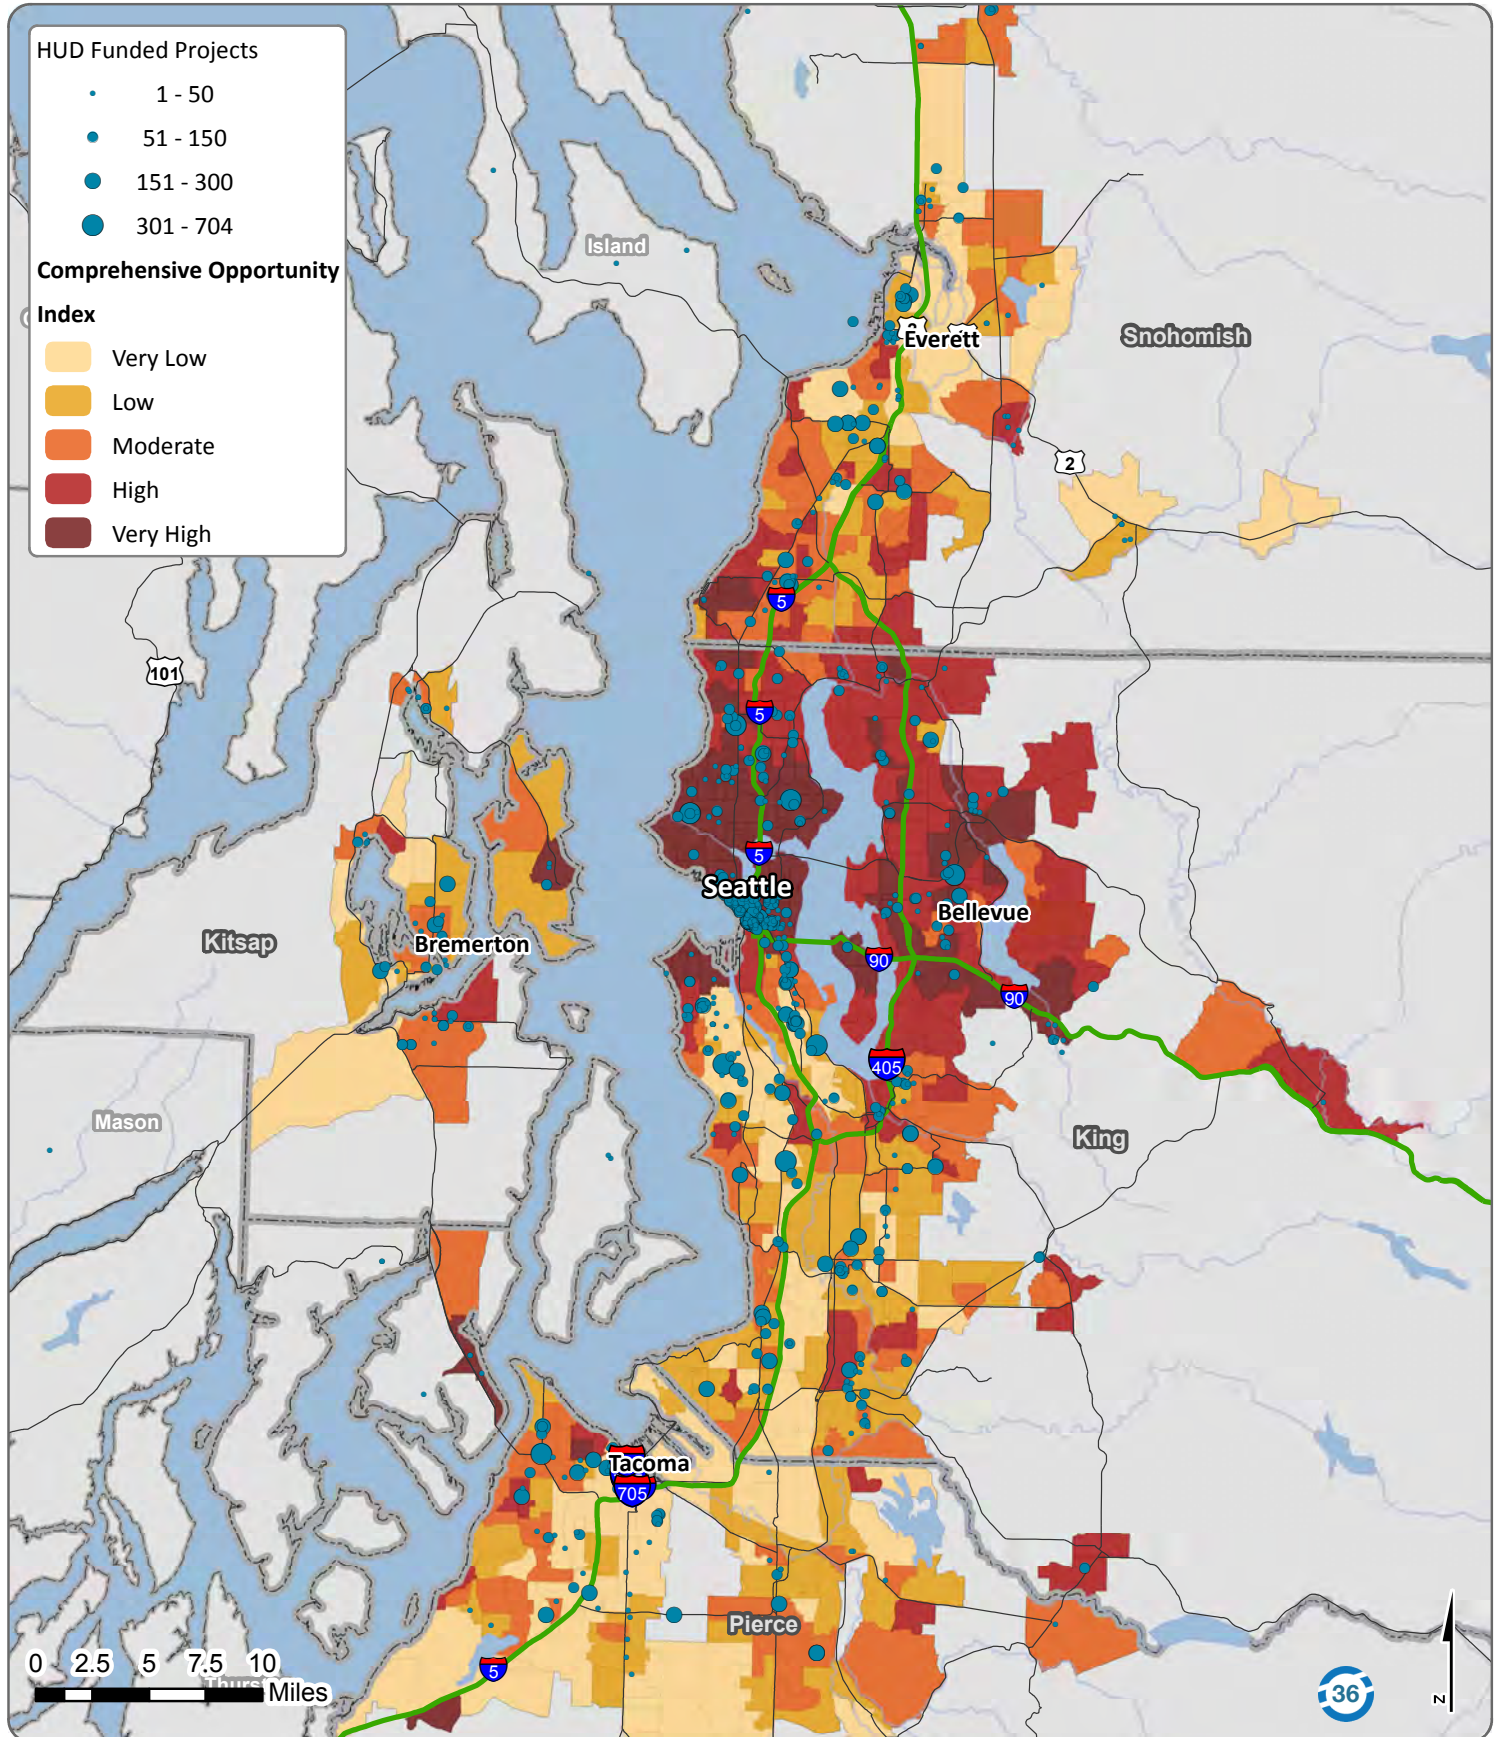 HUD Funded Projects
1 - 50
51 - 150
151 - 300
301 - 704
Comprehensive Opportunity
Index
Very Low
Low
Moderate
High
Very High
Island
Everett
Snohomish
2
101
5
5
5
Seattle
Bellevue
Kitsap
Bremerton
90
90
405
Mason
King
Tacoma
705
Pierce
5
0 2.5 5 7.5 10
Miles
36
N